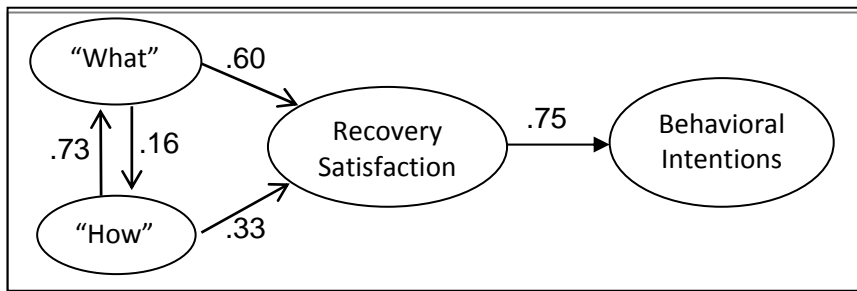 “What”
.60
.73
.16
“How”
.33
Recovery
Satisfaction
.75
Behavioral
Intentions